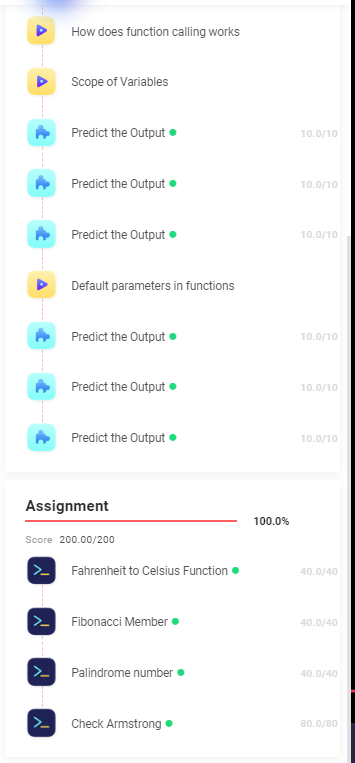 How does function calling works
Scope of Variables
Predict the Output 10.0/10
Predict the Output 10.0/10
Predict the Output 10.0/10
Default parameters in functions
Predict the Output 10.0/10
Predict the Output 10.0/10
Predict the Output 10.0/10
Assignment
100.0%
Score 200.00/200
Fahrenheit to Celsius Function 40.0/40
Fibonacci Member 40.0/40
Palindrome number 40.0/40
Check Armstrong 80.0/80